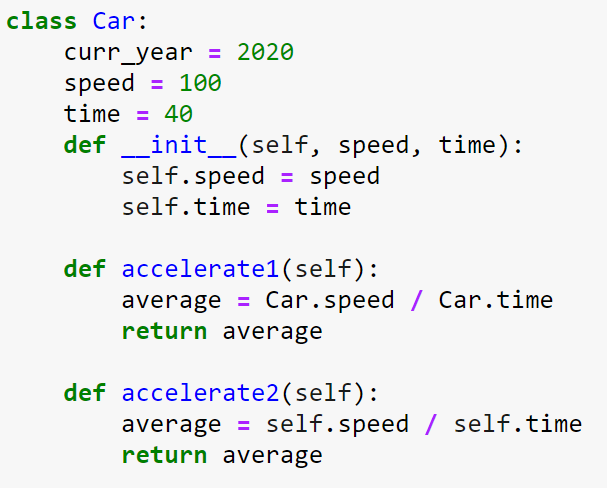 class Car:
    curr_year = 2020
    speed = 100
    time = 40
    def __init__(self, speed, time):
        self.speed = speed
        self.time = time

    def accelerate1(self):
        average = Car.speed / Car.time
        return average

    def accelerate2(self):
        average = self.speed / self.time
        return average